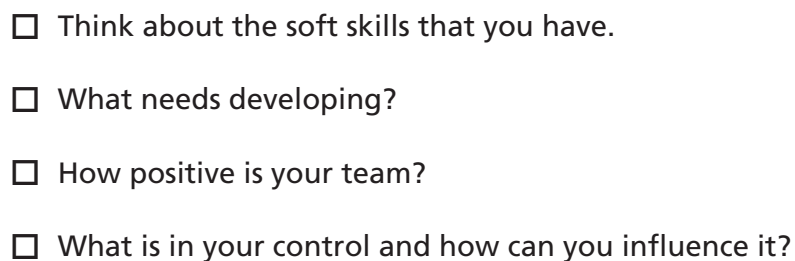 Think about the soft skills that you have.
What needs developing?
How positive is your team?
What is in your control and how can you influence it?